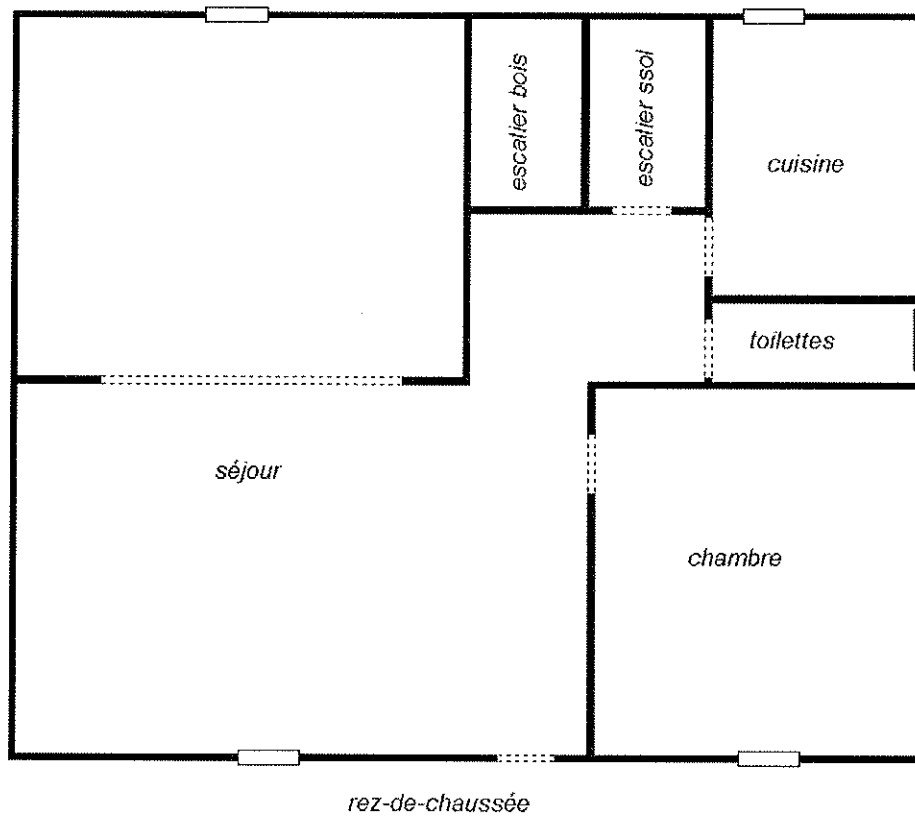 escalier bois
escalier ssol
cuisine
toilettes
séjour
chambre
rez-de-chaussée